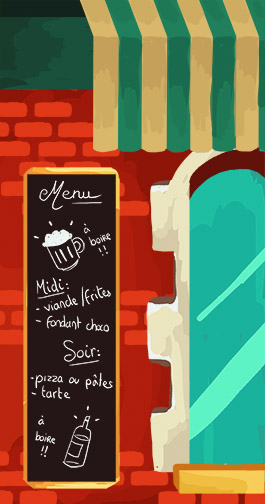 Menu
à
boire
!!
Midi:
- viande/frites
- fondant choco
Soir:
- pizza ou pâtes
- tarte
à
boire
!!